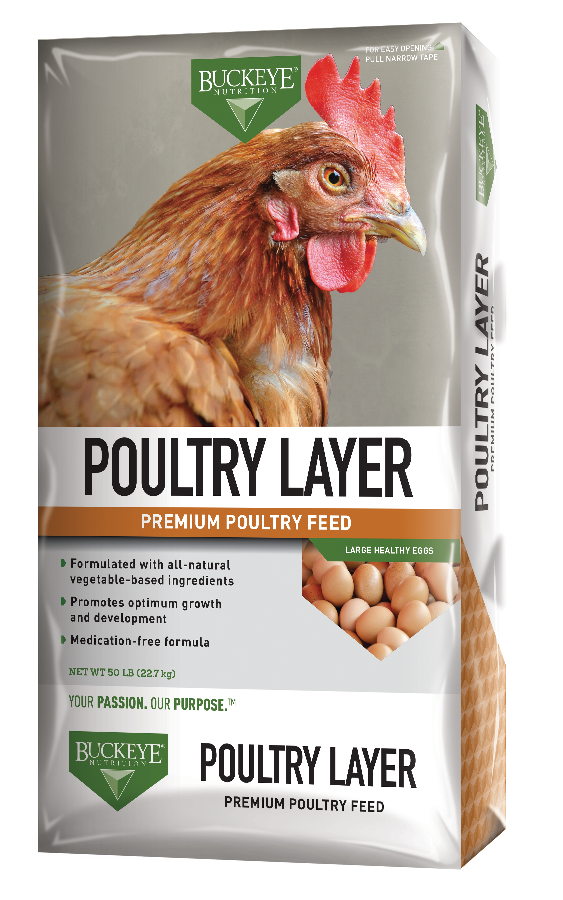 FOR EASY OPENING
PULL NARROW TAPE
BUCKEYE®
NUTRITION
POULTRY LAYER
PREMIUM POULTRY FEED
LARGE HEALTHY EGGS
Formulated with all-natural
vegetable-based ingredients
Promotes optimum growth
and development
Medication-free formula
NET WT 50 LB (22.7 kg)
YOUR PASSION. OUR PURPOSE.™
BUCKEYE®
NUTRITION
POULTRY LAYER
PREMIUM POULTRY FEED
BUCKEYE
POULTRY LAYER
PREMIUM POULTRY FEED